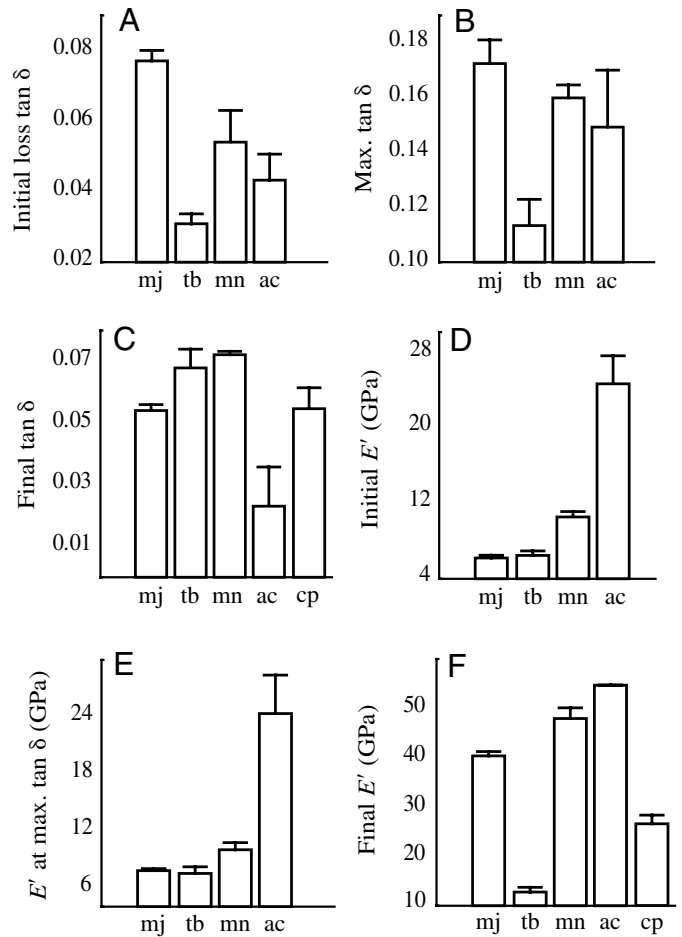 A
Initial loss tan δ
0.08
0.06
0.04
0.02
mj tb mn ac
B
Max. tan δ
0.18
0.16
0.14
0.12
0.10
mj tb mn ac
C
Final tan δ
0.07
0.05
0.03
0.01
mj tb mn ac cp
D
Initial E′ (GPa)
28
20
12
4
mj tb mn ac
E
E′ at max. tan δ (GPa)
24
18
12
6
mj tb mn ac
F
Final E′ (GPa)
50
40
30
20
10
mj tb mn ac cp